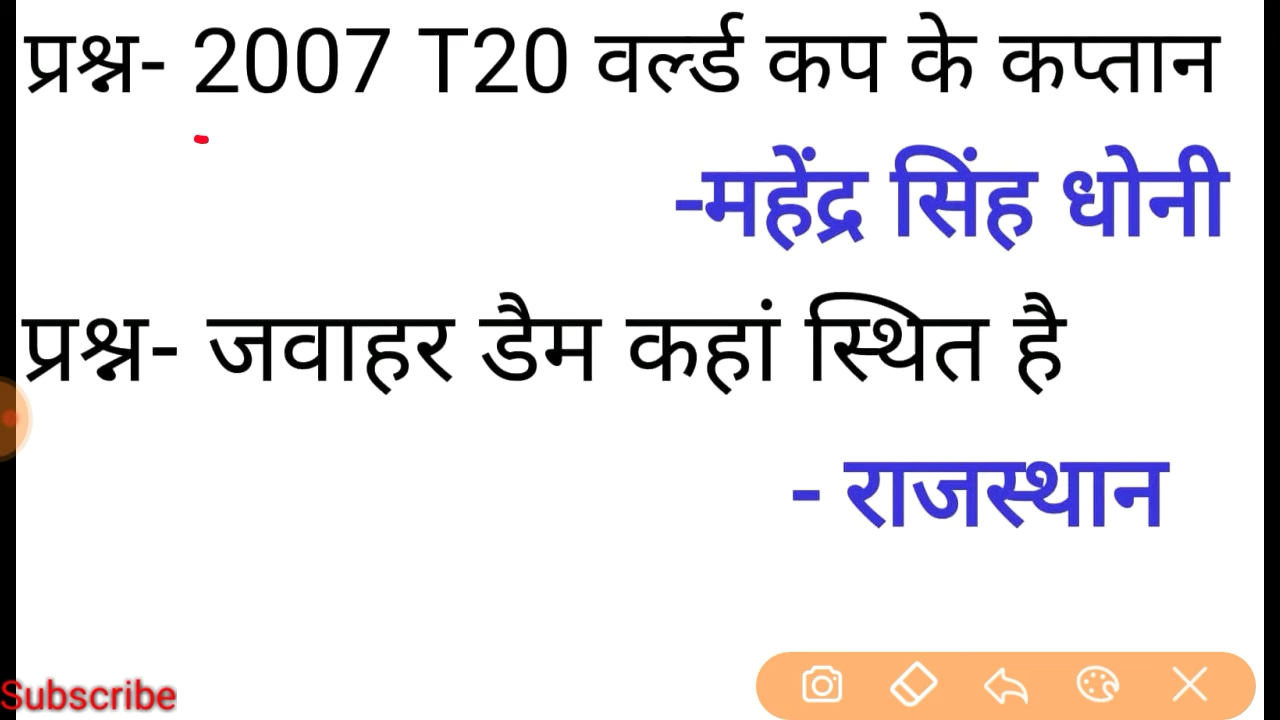 प्रश्न- 2007 T20 वर्ल्ड कप के कप्तान
-महेंद्र सिंह धोनी
प्रश्न- जवाहर डैम कहां स्थित है
- राजस्थान
Subscribe